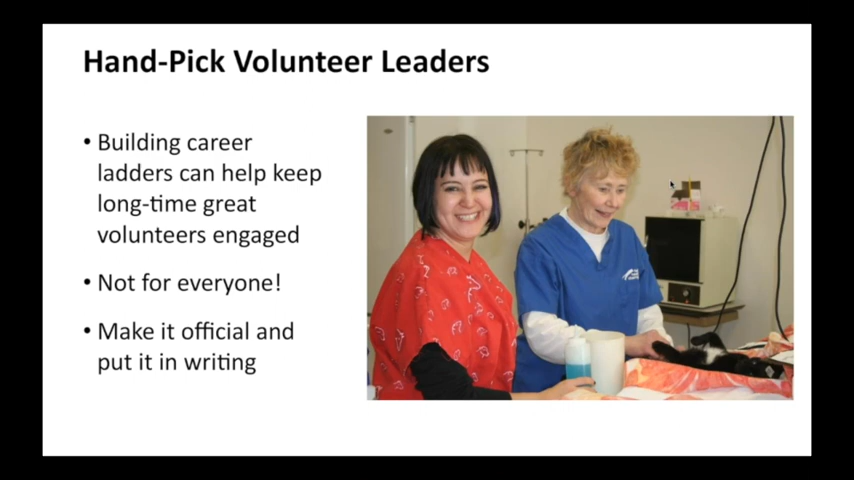 Hand-Pick Volunteer Leaders
• Building career
ladders can help keep
long-time great
volunteers engaged
• Not for everyone!
• Make it official and
put it in writing